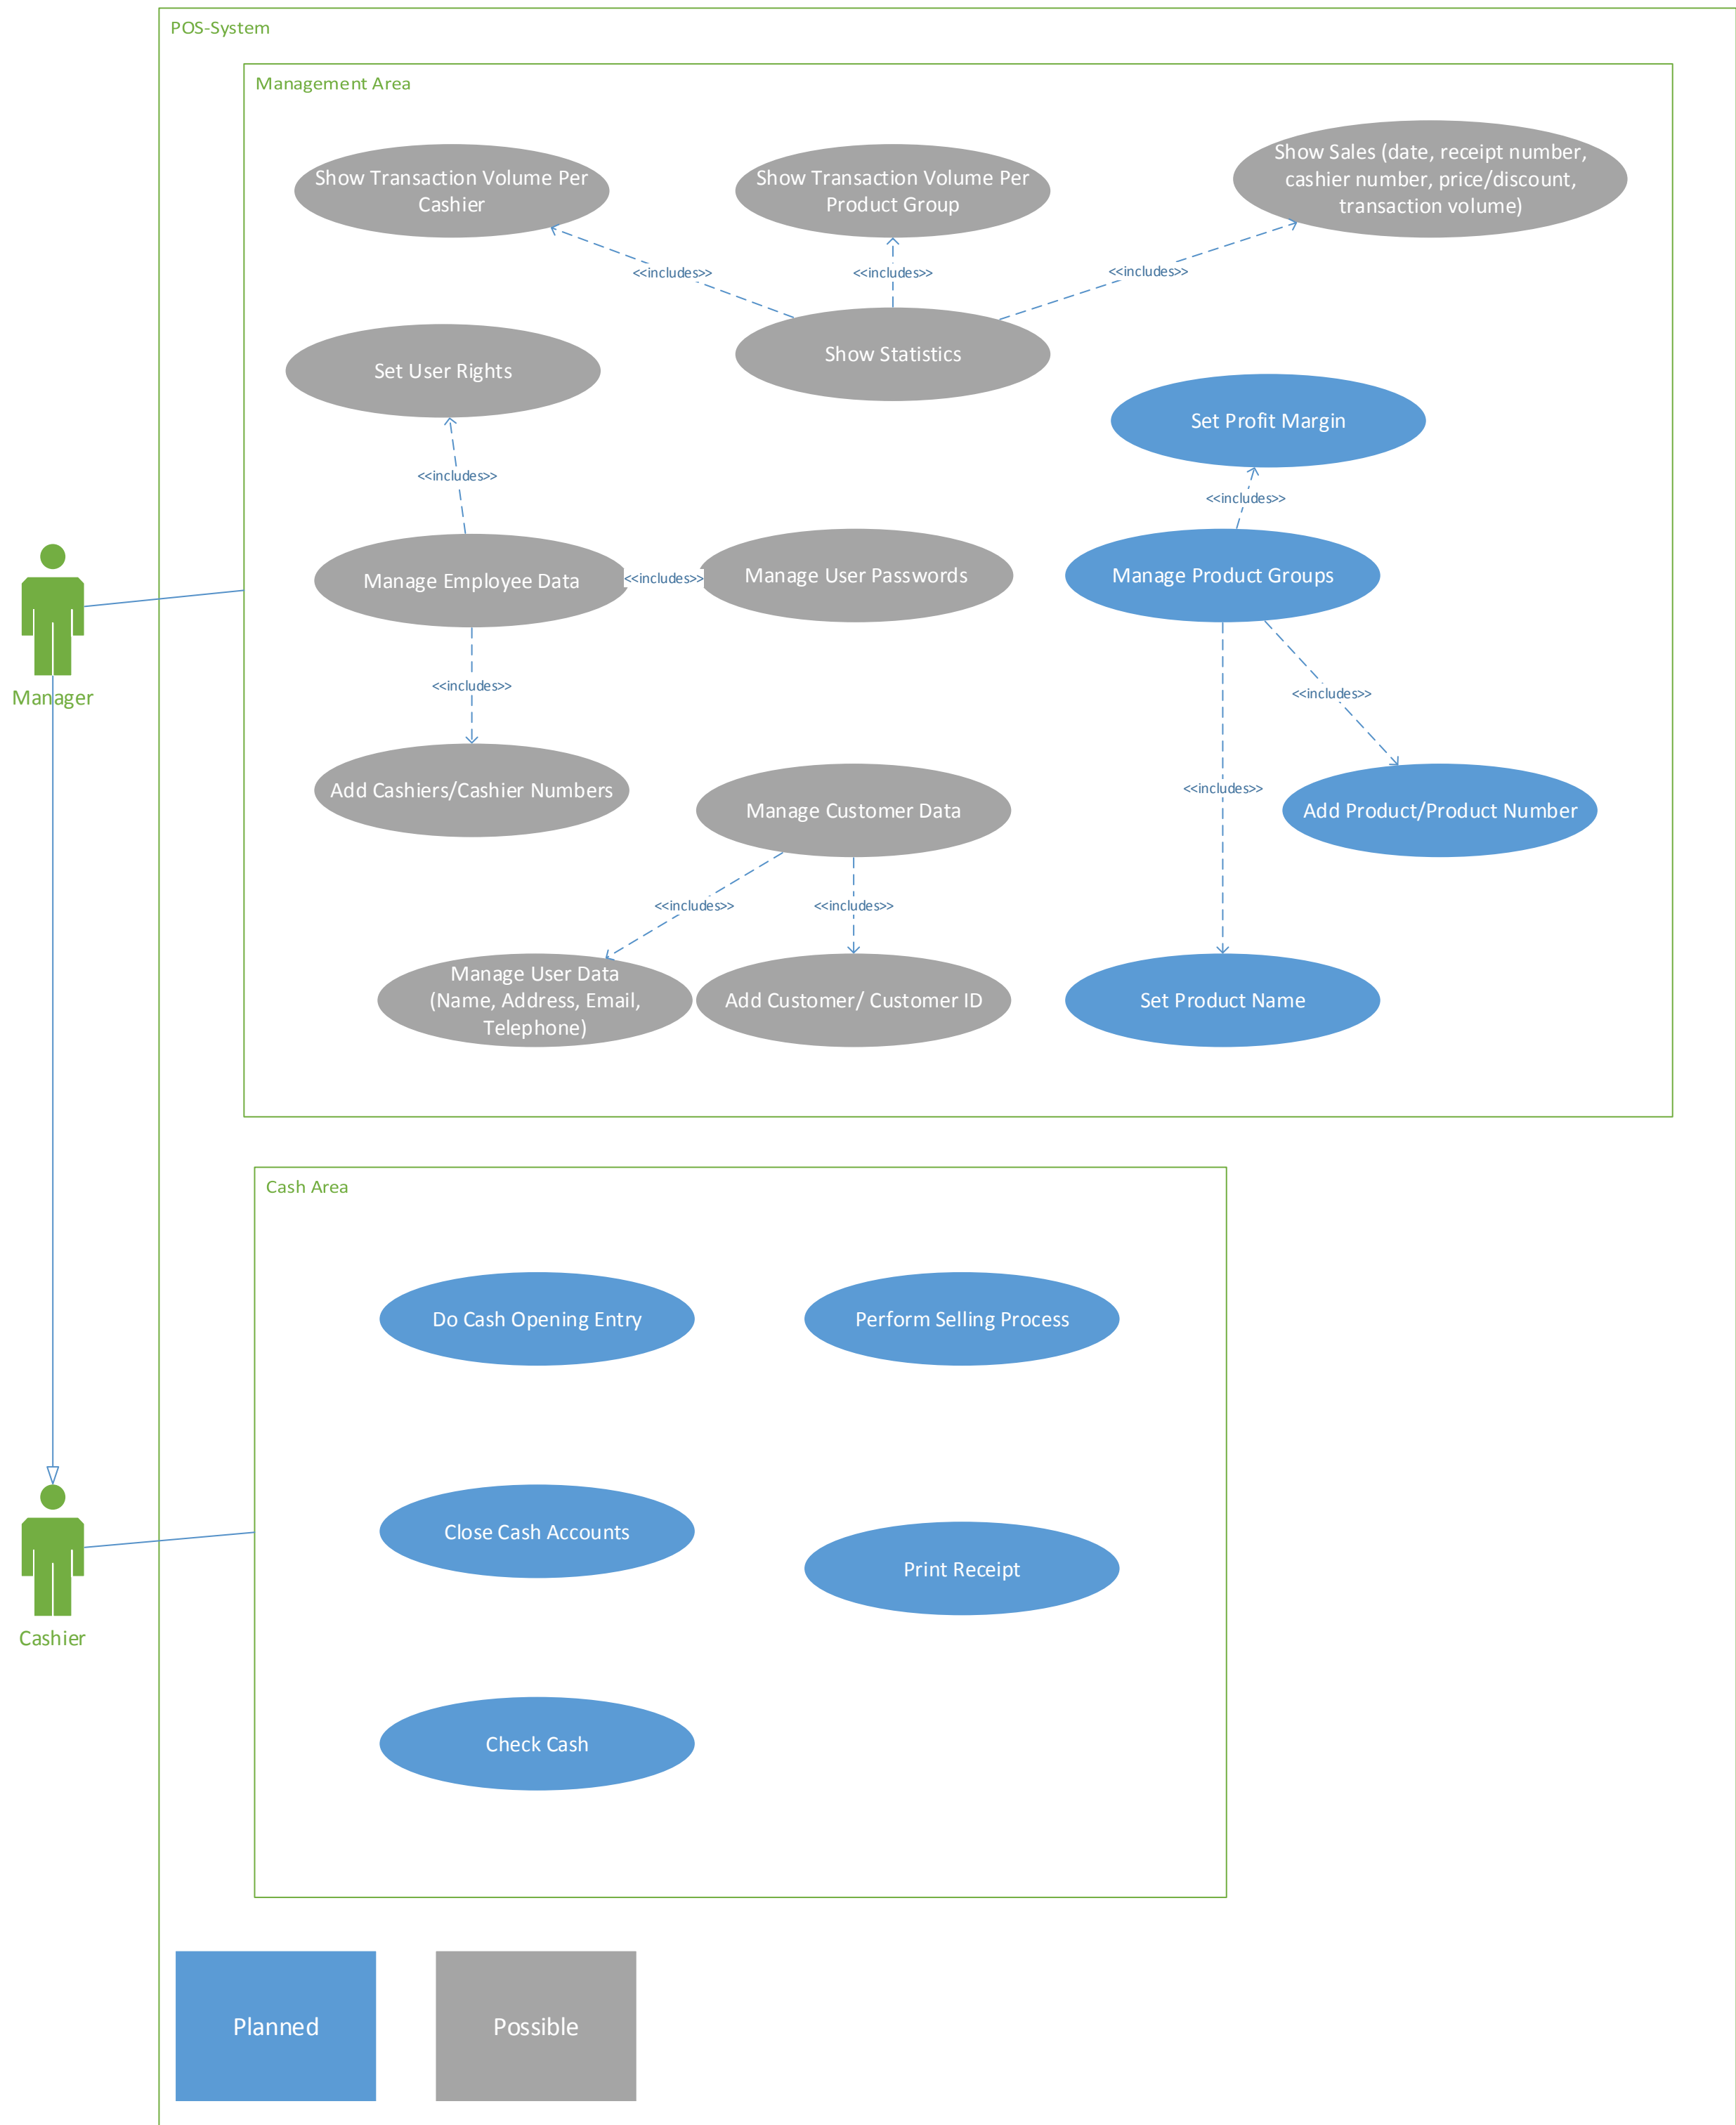 POS-System
Management Area
Show Transaction Volume Per
Cashier
Show Transaction Volume Per
Product Group
Show Sales (date, receipt number,
cashier number, price/discount,
transaction volume)
<<includes>>
<<includes>>
<<includes>>
Show Statistics
Set User Rights
Set Profit Margin
<<includes>>
<<includes>>
Manage Employee Data
<<includes>>
Manage User Passwords
Manage Product Groups
Manager
<<includes>>
<<includes>>
Add Cashiers/Cashier Numbers
Manage Customer Data
<<includes>>
Add Product/Product Number
<<includes>>
<<includes>>
Manage User Data
(Name, Address, Email,
Telephone)
Add Customer/ Customer ID
Set Product Name
Cash Area
Do Cash Opening Entry
Perform Selling Process
Close Cash Accounts
Print Receipt
Cashier
Check Cash
Planned
Possible